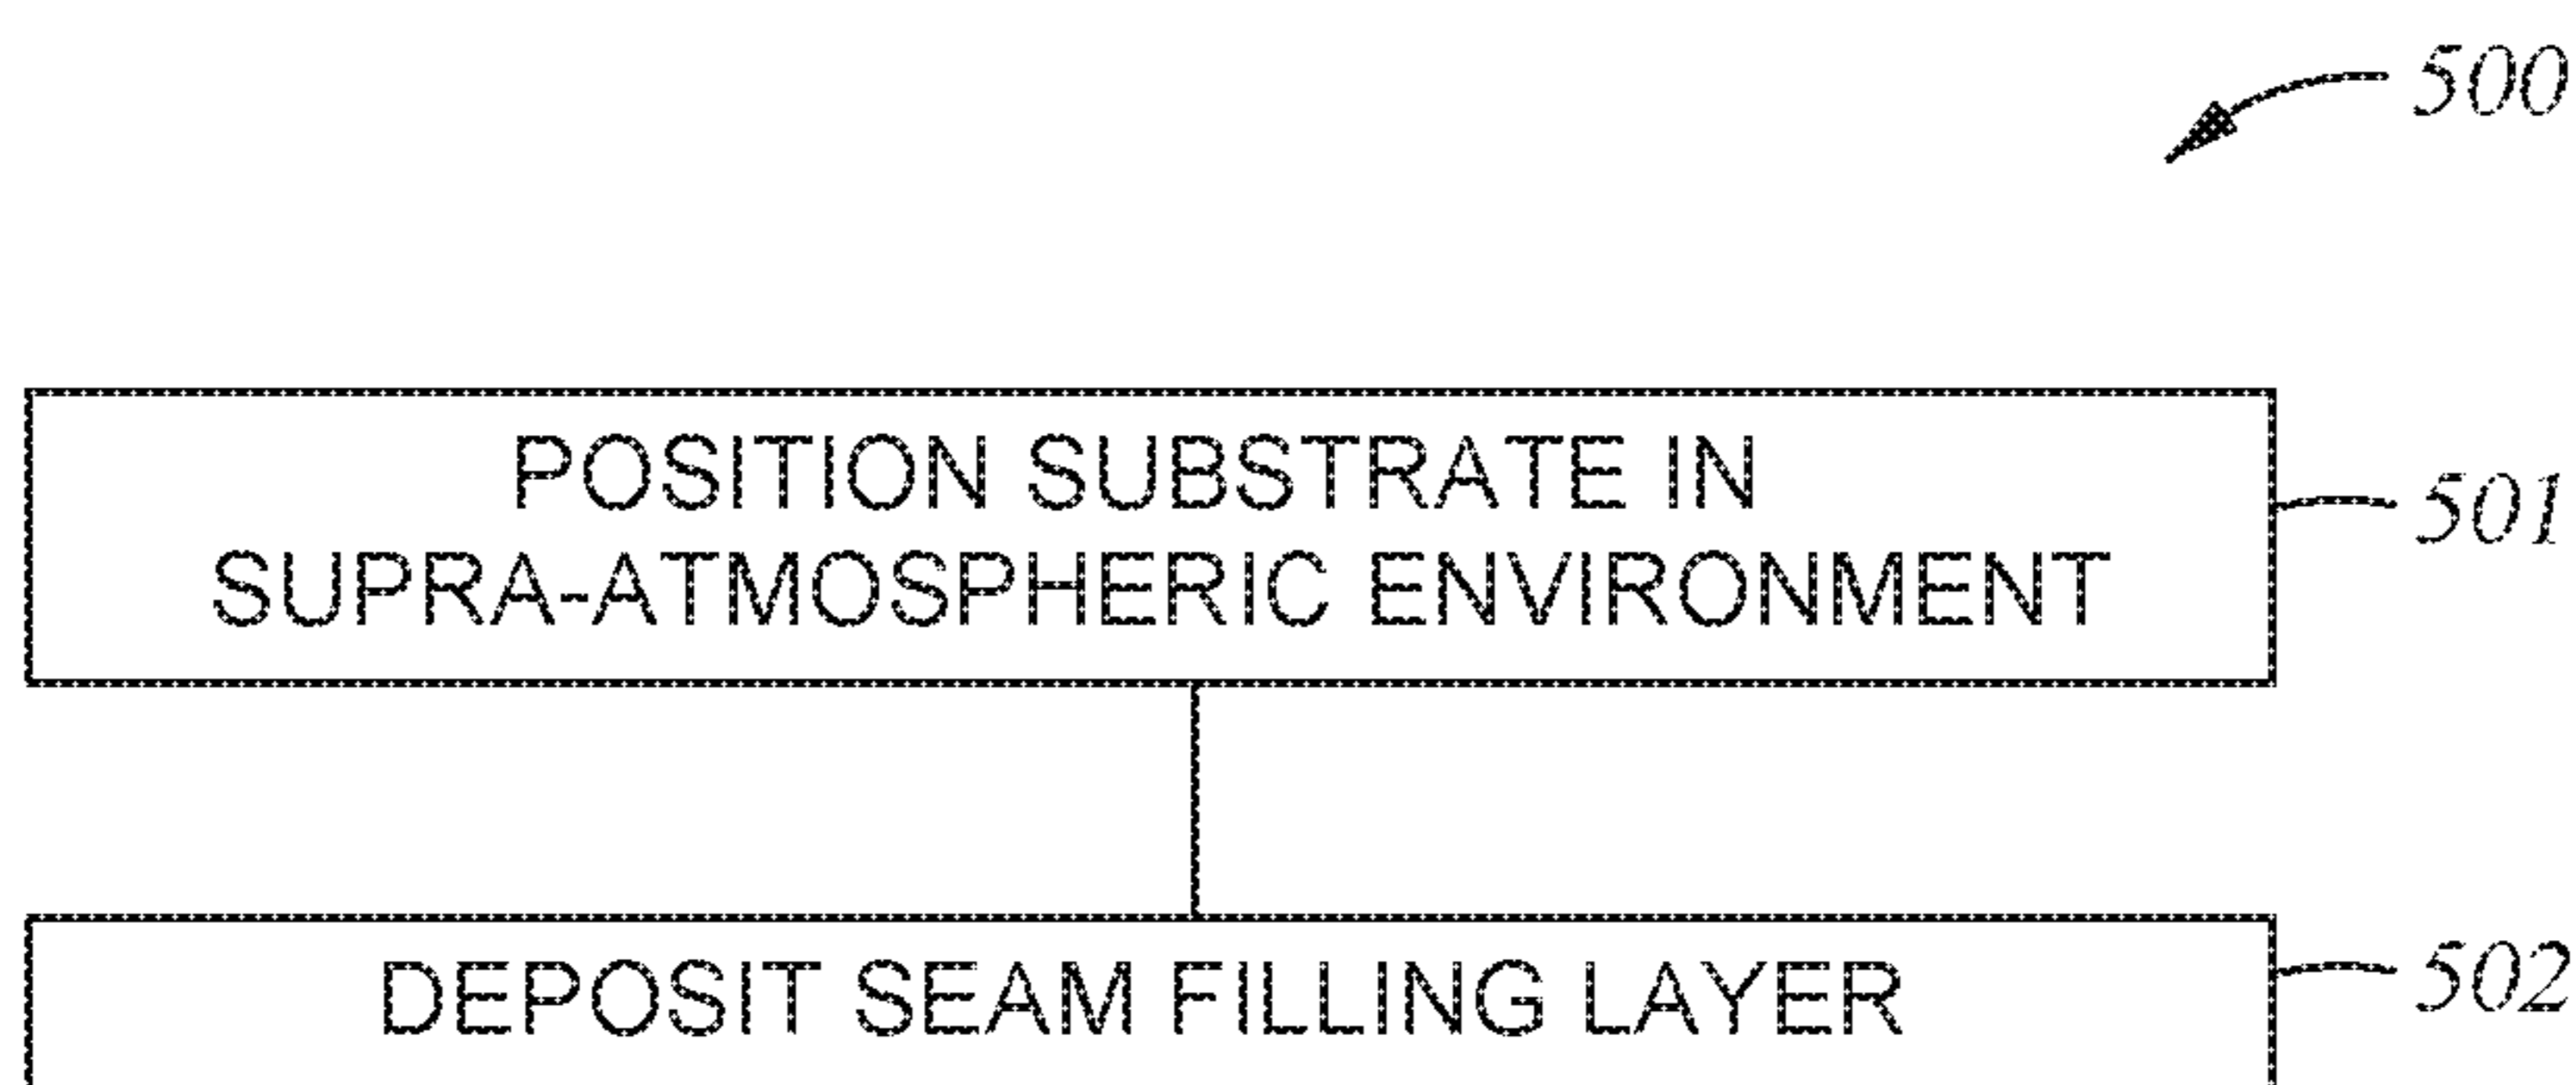 500
POSITION SUBSTRATE IN
SUPRA-ATMOSPHERIC ENVIRONMENT
501
DEPOSIT SEAM FILLING LAYER
502